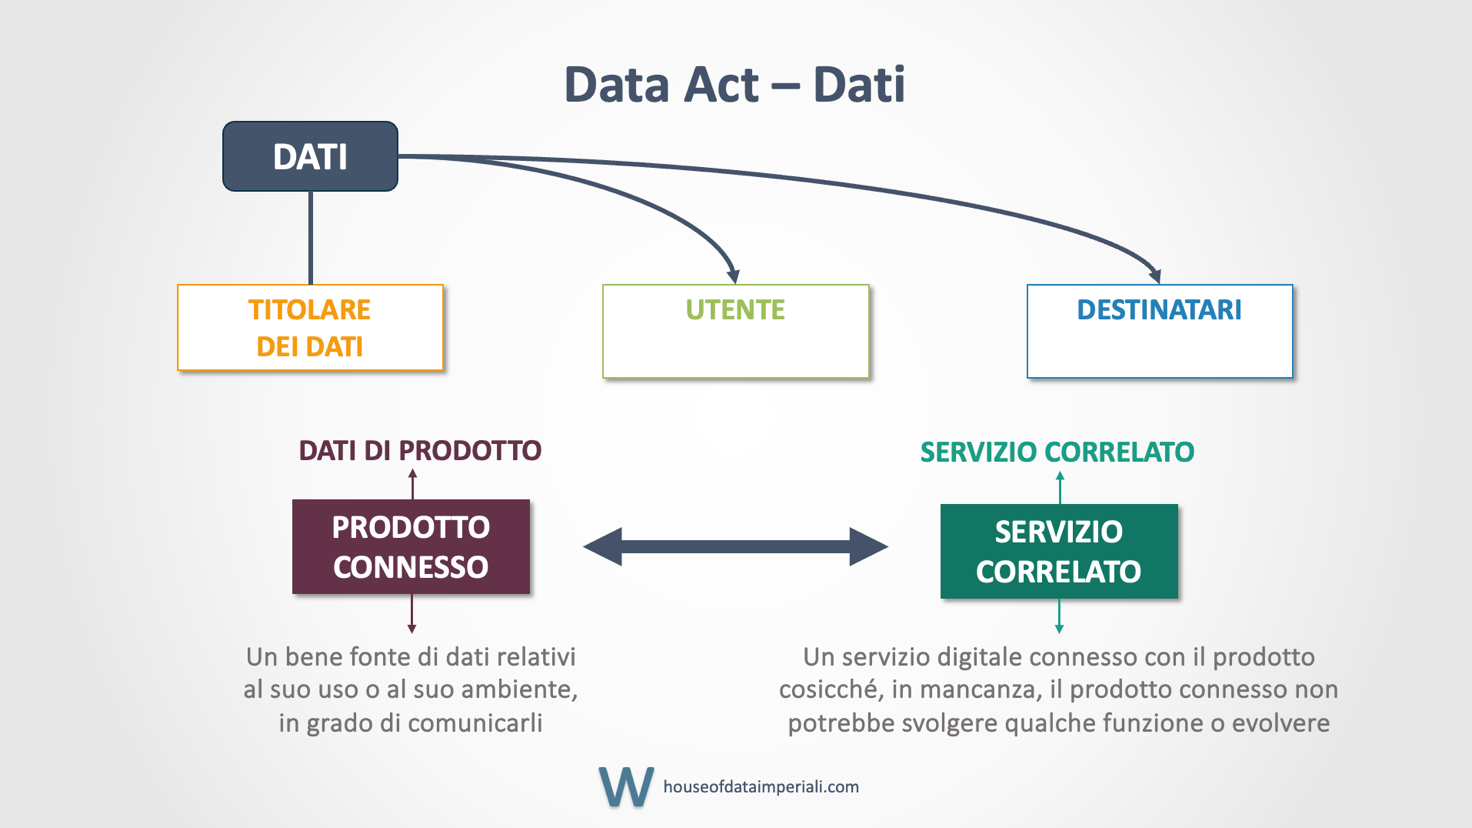 Data Act – Dati
DATI
TITOLARE
DEI DATI
UTENTE
DESTINATARI
DATI DI PRODOTTO
SERVIZIO CORRELATO
PRODOTTO
CONNESSO
SERVIZIO
CORRELATO
Un bene fonte di dati relativi
al suo uso o al suo ambiente,
in grado di comunicarli
Un servizio digitale connesso con il prodotto
cosicché, in mancanza, il prodotto connesso non
potrebbe svolgere qualche funzione o evolvere
W houseofdataimperiali.com